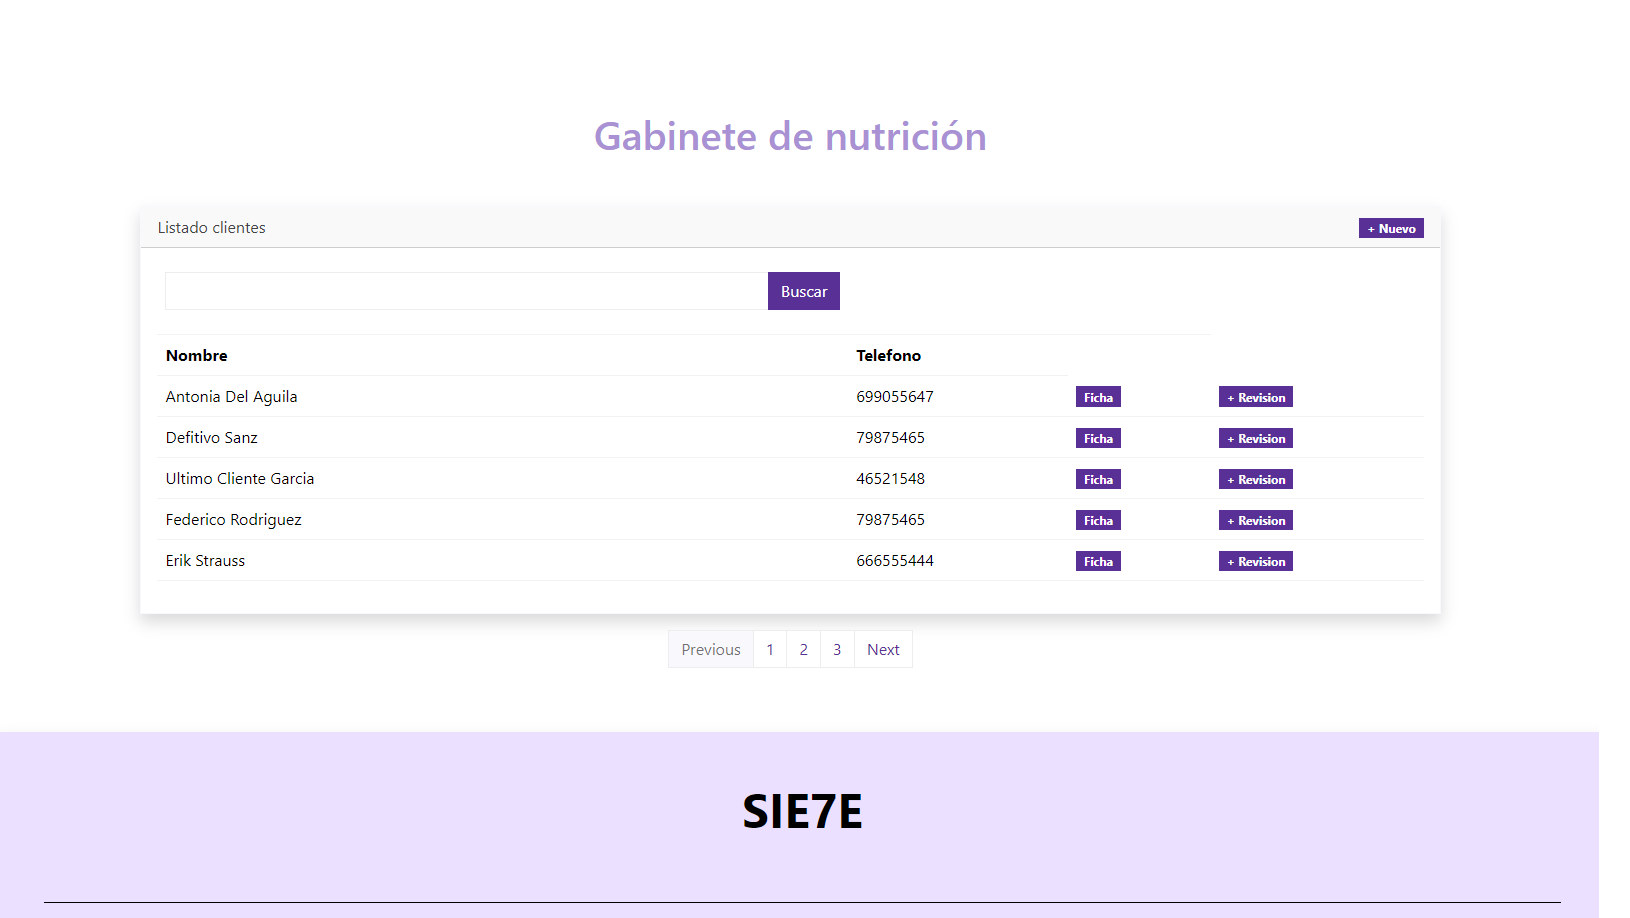 Gabinete de nutrición
Listado clientes + Nuevo
Buscar
Nombre Telefono
Antonia Del Aguila 699055647 Ficha + Revision
Defitivo Sanz 79875465 Ficha + Revision
Ultimo Cliente Garcia 46521548 Ficha + Revision
Federico Rodriguez 79875465 Ficha + Revision
Erik Strauss 666555444 Ficha + Revision
Previous 1 2 3 Next
SIE7E